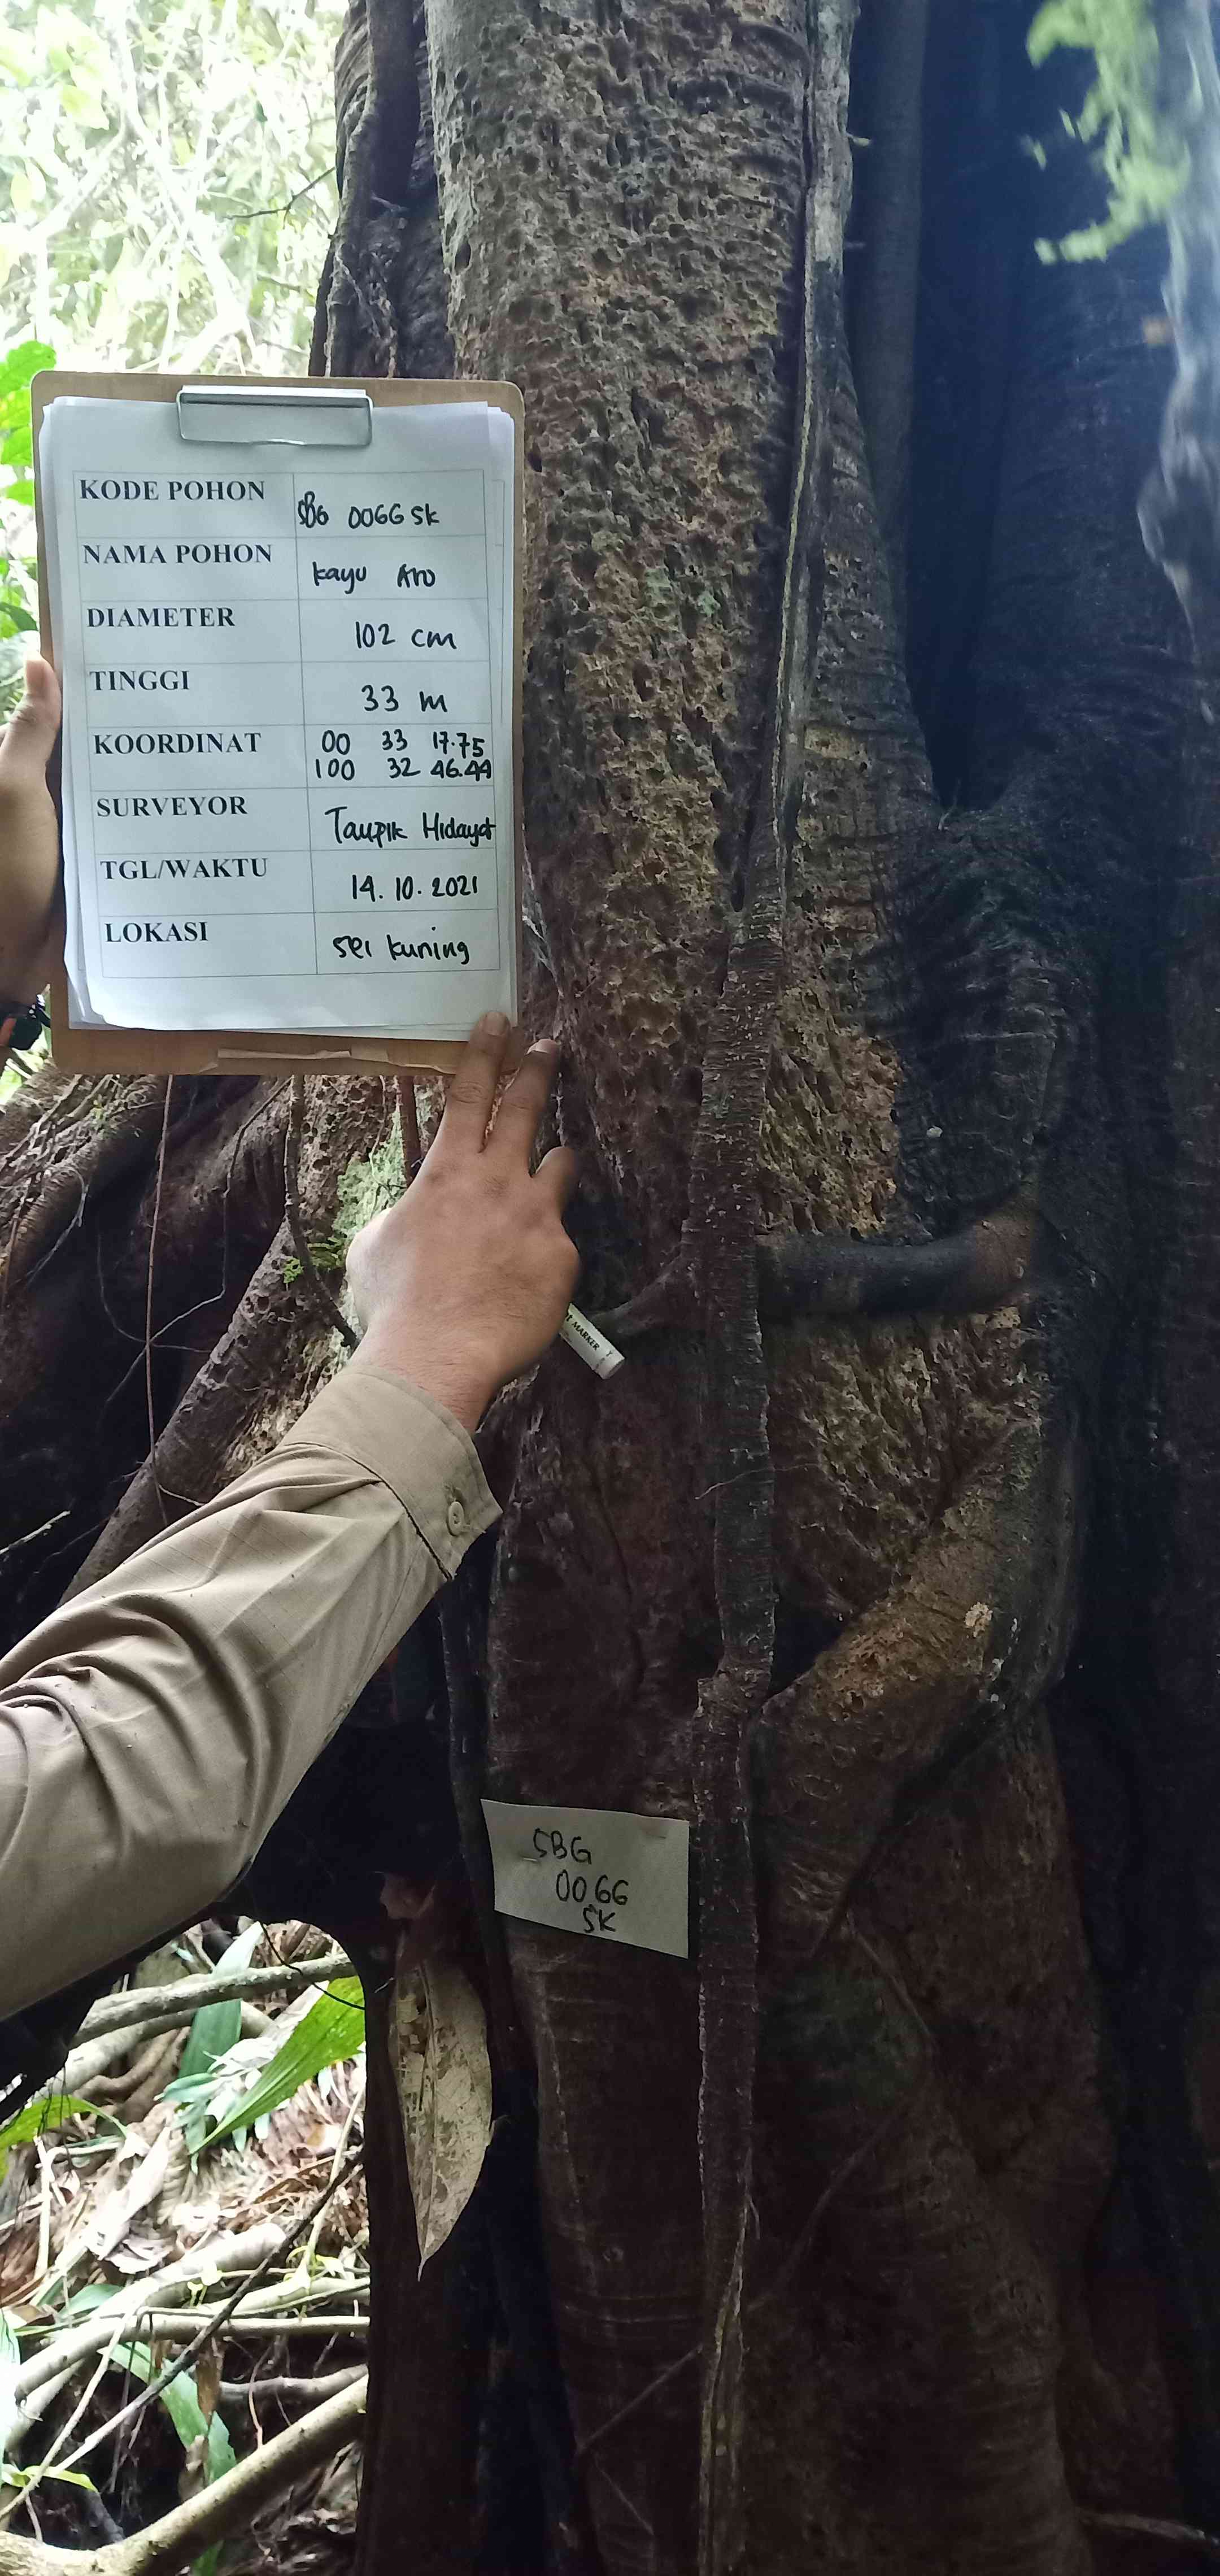 KODE POHON SBG 0066 SK
NAMA POHON kayu Aro
DIAMETER 102 cm
TINGGI 33 m
KOORDINAT 00 33 17.75
100 32 46.44
SURVEYOR Taupik Hidayat
TGL/WAKTU 14.10.2021
LOKASI sei kuning
MARKER
SBG
0066
SK